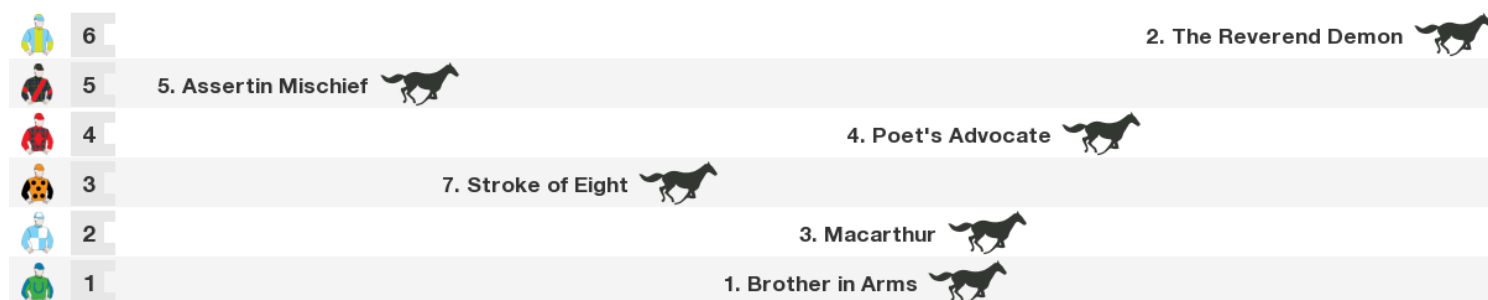 6 2. The Reverend Demon
5 5. Assertin Mischief
4 4. Poet's Advocate
3 7. Stroke of Eight
2 3. Macarthur
1 1. Brother in Arms